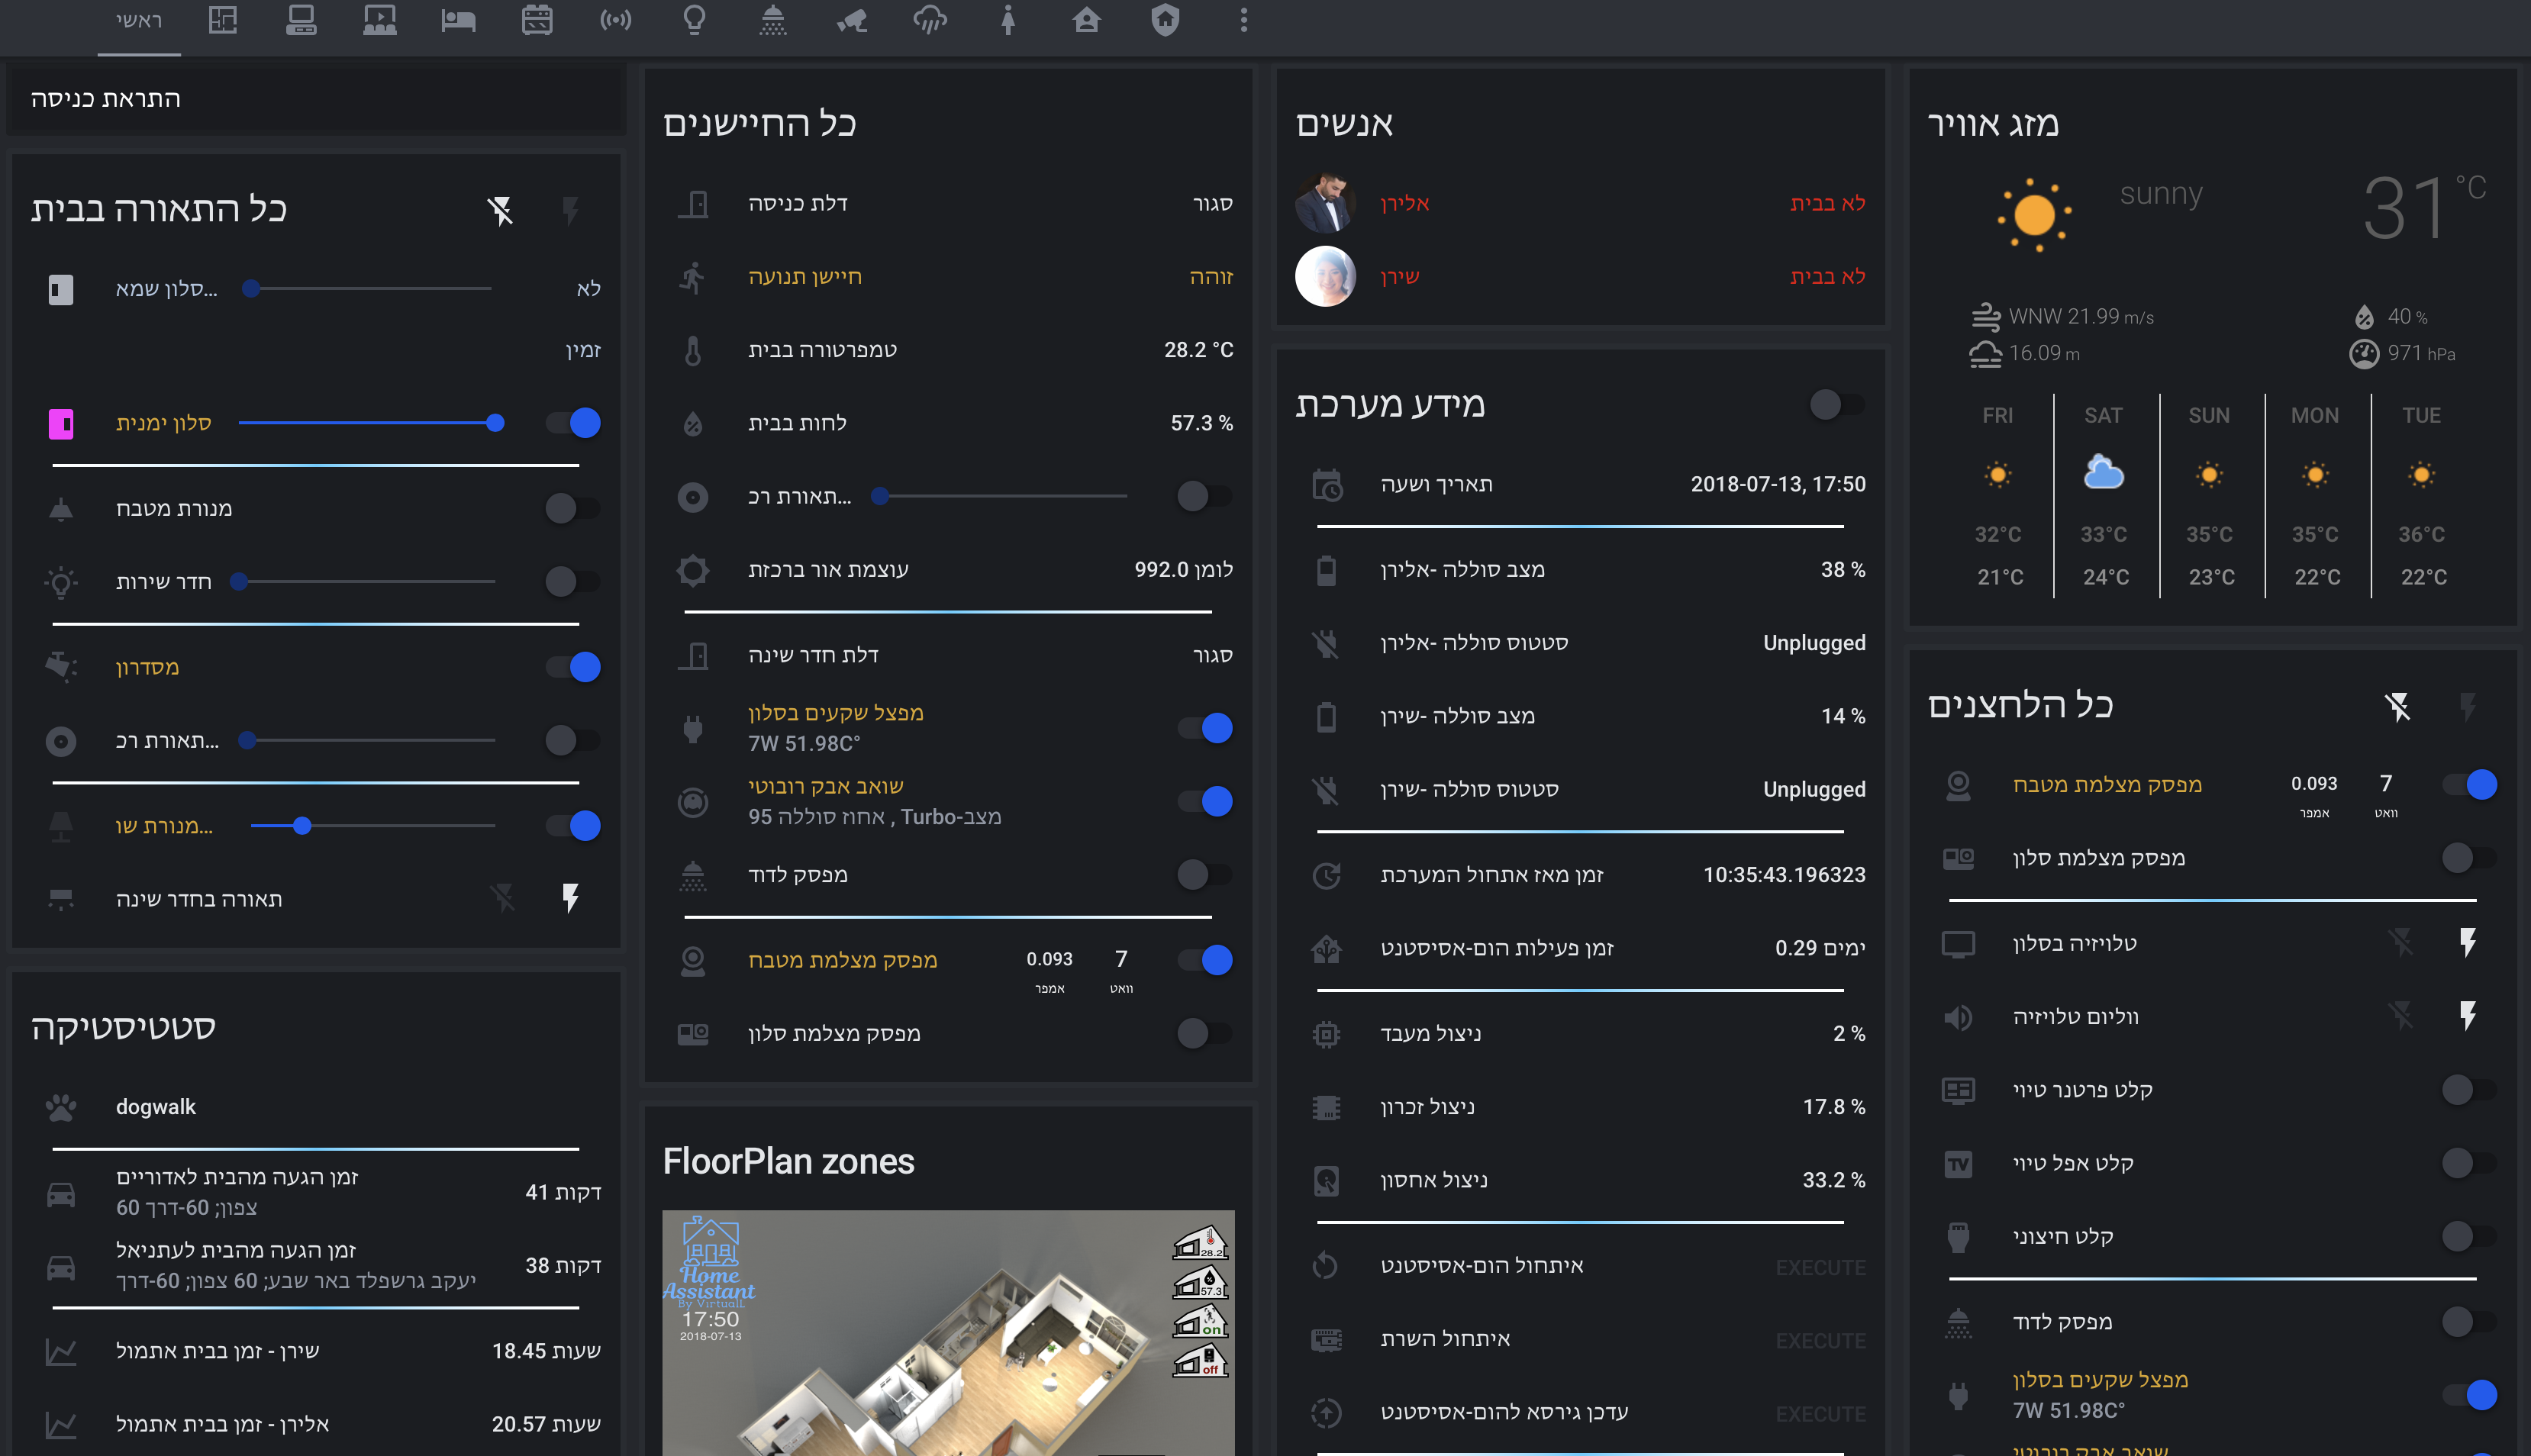 ראשי
התראת כניסה
כל התאורה בבית
סלון שמא...
לא
זמין
סלון ימנית
מנורת מטבח
חדר שירות
מסדרון
תאורת רכ...
מנורת שו...
תאורה בחדר שינה
סטטיסטיקה
dogwalk
זמן הגעה מהבית לאדוריים
צפון; 60-דרך 60
41 דקות
זמן הגעה מהבית לעתניאל
יעקב גרשפלד באר שבע; 60 צפון; 60-דרך
38 דקות
שירן - זמן בבית אתמול
18.45 שעות
אלירן - זמן בבית אתמול
20.57 שעות
כל החיישנים
דלת כניסה
סגור
חיישן תנועה
זוהה
טמפרטורה בבית
28.2 °C
לחות בבית
57.3 %
תאורת רכ...
עוצמת אור ברכזת
992.0 לומן
דלת חדר שינה
סגור
מפצל שקעים בסלון
7W 51.98C°
שואב אבק רובוטי
מצב-Turbo , אחוז סוללה 95
מפסק לדוד
מפסק מצלמת מטבח
0.093
אמפר
7
וואט
מפסק מצלמת סלון
FloorPlan zones
Home
Assistant
By VirtualL
17:50
2018-07-13
28.2
57.3
on
off
אנשים
אלירן
לא בבית
שירן
לא בבית
מידע מערכת
תאריך ושעה
2018-07-13, 17:50
מצב סוללה -אלירן
38 %
סטטוס סוללה -אלירן
Unplugged
מצב סוללה -שירן
14 %
סטטוס סוללה -שירן
Unplugged
זמן מאז אתחול המערכת
10:35:43.196323
זמן פעילות הום-אסיסטנט
0.29 ימים
ניצול מעבד
2 %
ניצול זכרון
17.8 %
ניצול אחסון
33.2 %
איתחול הום-אסיסטנט
EXECUTE
איתחול השרת
EXECUTE
עדכן גירסא להום-אסיסטנט
EXECUTE
מזג אוויר
sunny
31 °C
WNW 21.99 m/s
40 %
16.09 m
971 hPa
FRI SAT SUN MON TUE
32°C 33°C 35°C 35°C 36°C
21°C 24°C 23°C 22°C 22°C
כל הלחצנים
מפסק מצלמת מטבח
0.093
אמפר
7
וואט
מפסק מצלמת סלון
טלויזיה בסלון
ווליום טלויזיה
קלט פרטנר טיוי
TV
קלט אפל טיוי
קלט חיצוני
מפסק לדוד
מפצל שקעים בסלון
7W 51.98C°
שואב אבק רובוטי